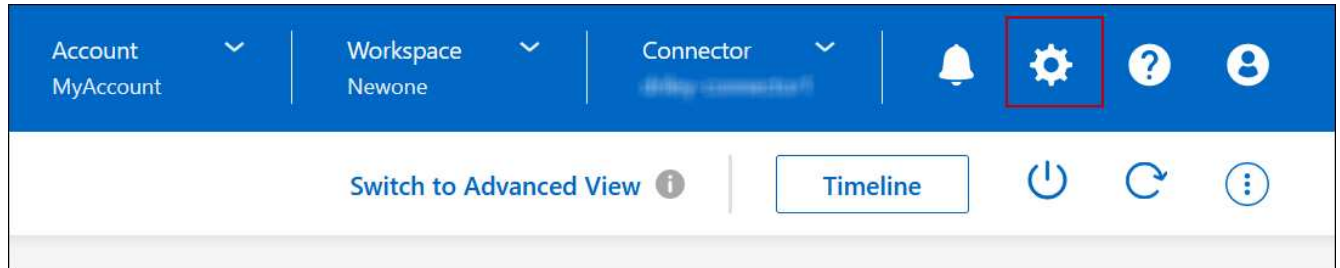 Account
MyAccount
Workspace
Newone
Connector
Switch to Advanced View
Timeline